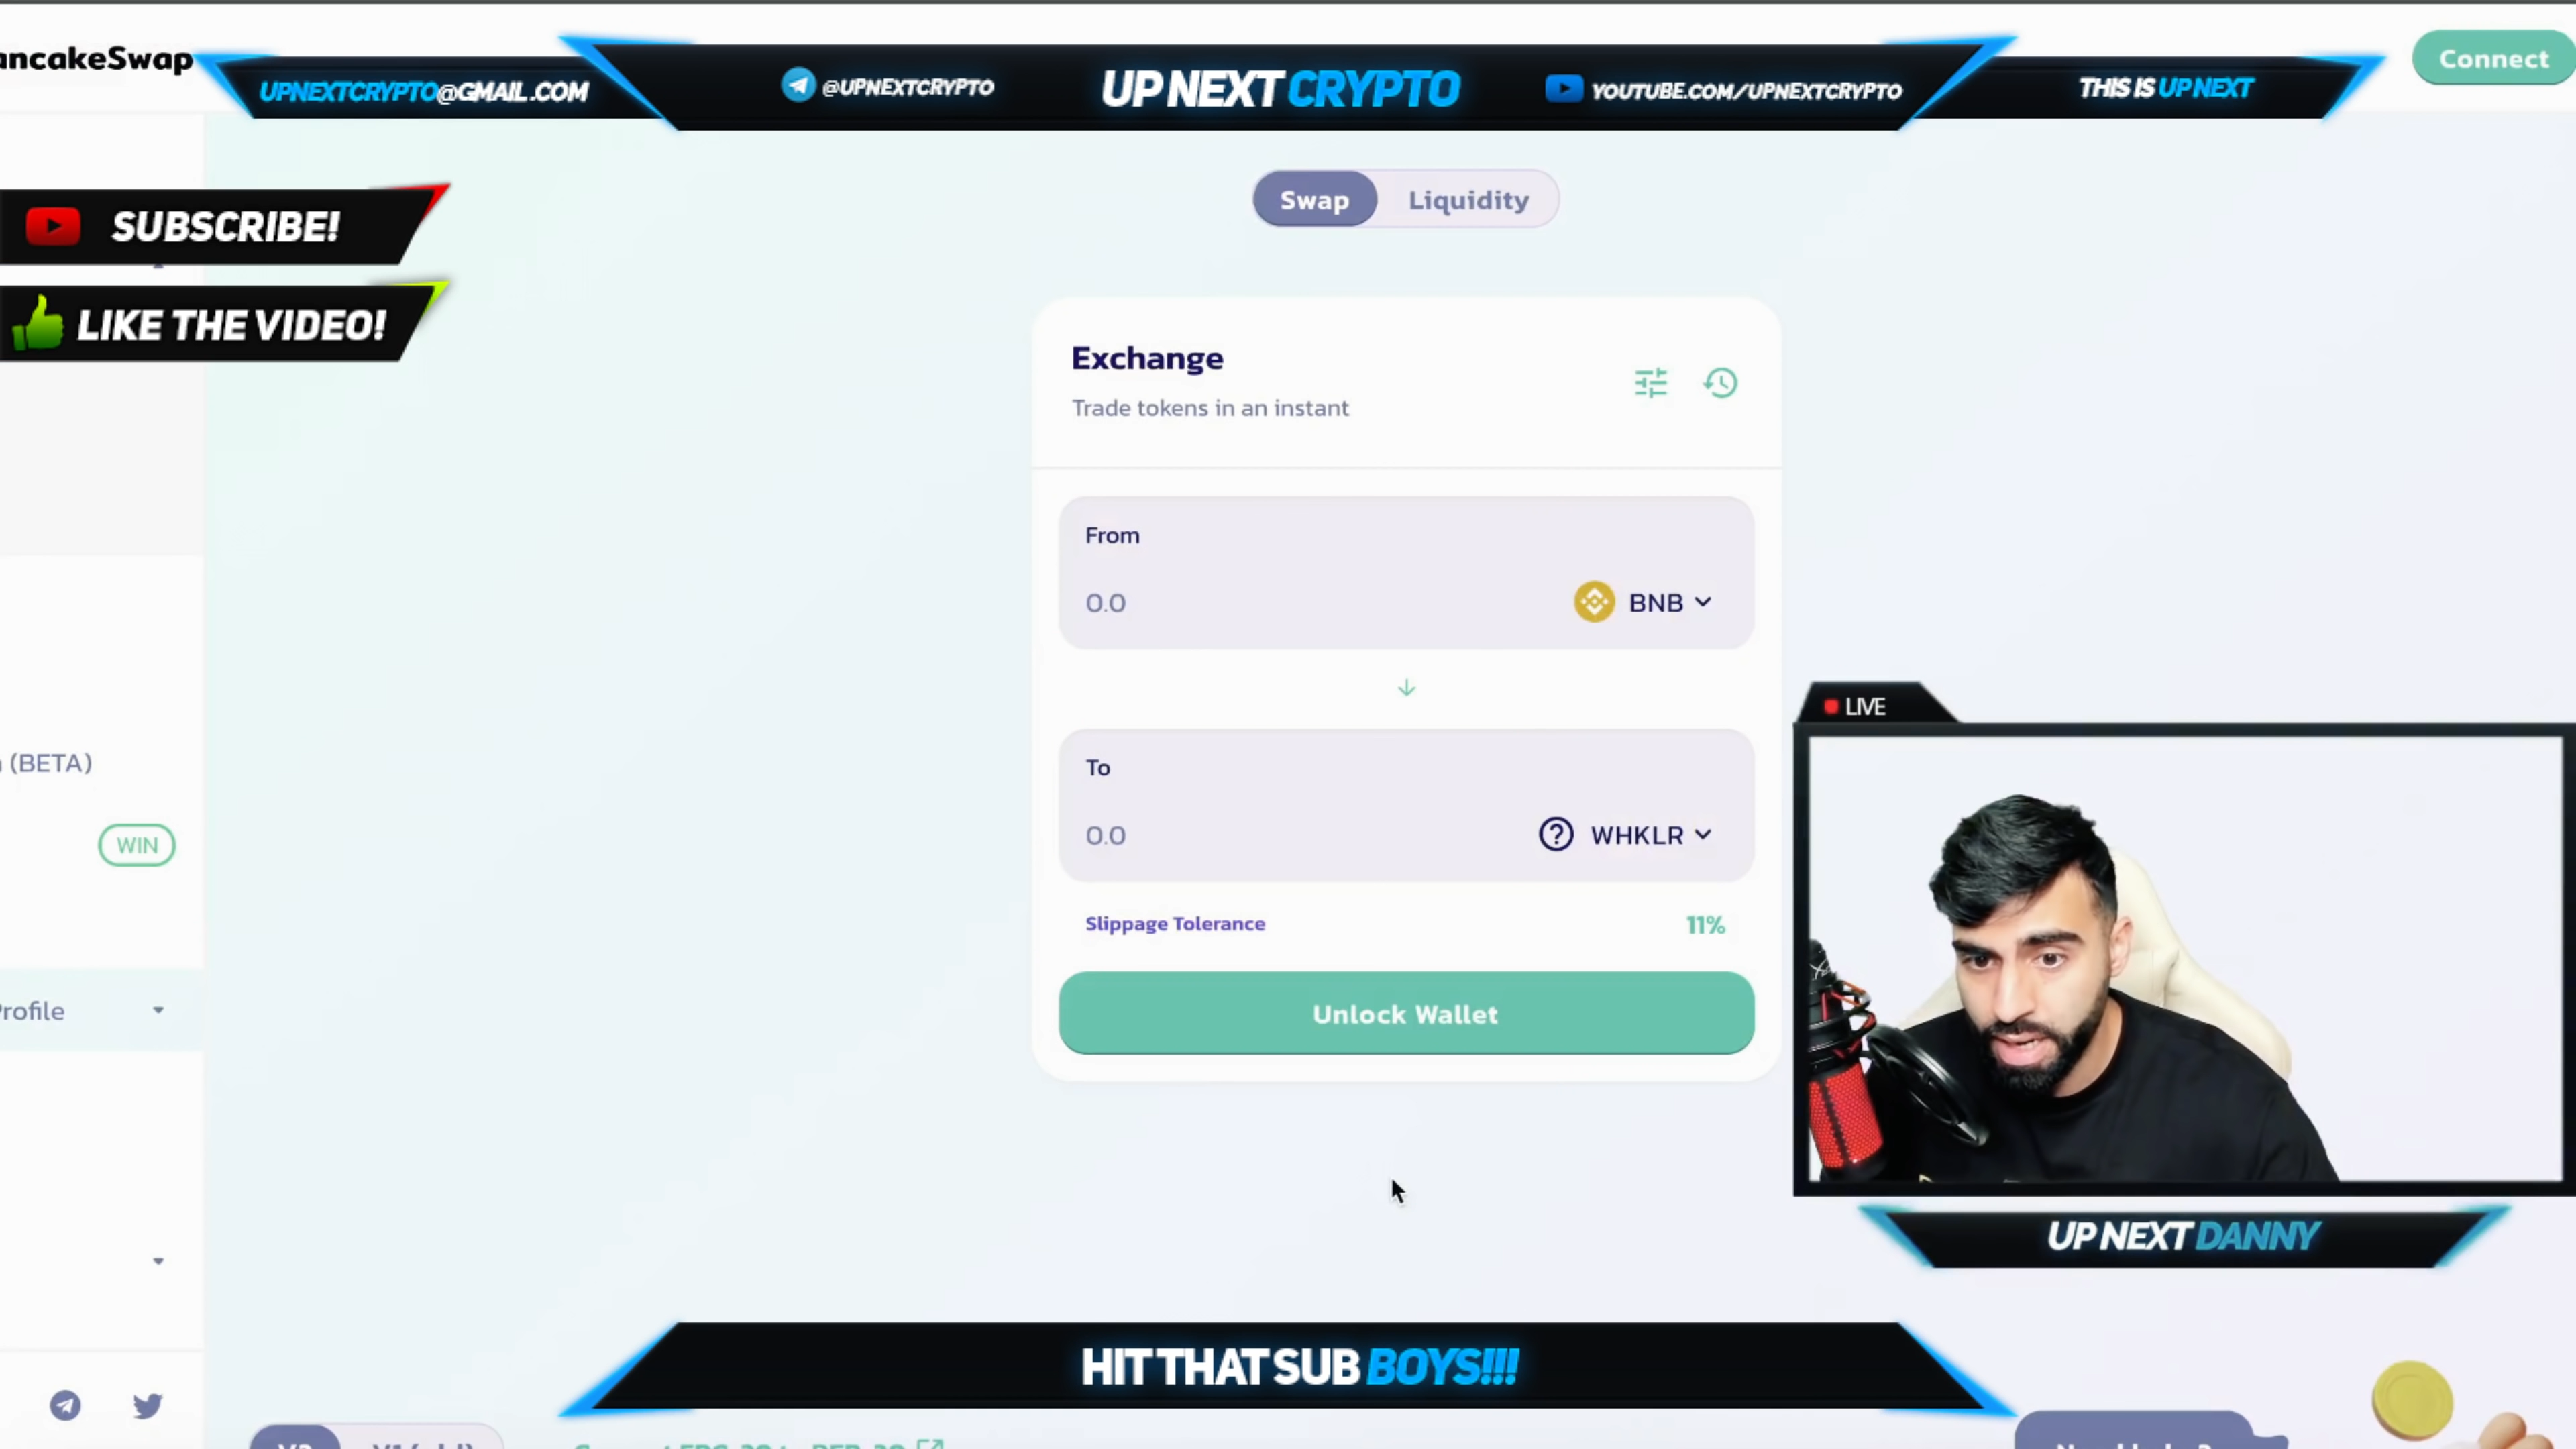 ancakeSwap
UPNEXTCRYPTO@GMAIL.COM
@UPNEXTCRYPTO
UP NEXT CRYPTO
YOUTUBE.COM/UPNEXTCRYPTO
THIS IS UP NEXT
Connect
SUBSCRIBE!
LIKE THE VIDEO!
Swap
Liquidity
Exchange
Trade tokens in an instant
From
0.0
BNB
To
0.0
WHKLR
Slippage Tolerance
11%
Unlock Wallet
(BETA)
WIN
rofile
LIVE
UP NEXT DANNY
HIT THAT SUB BOYS!!!